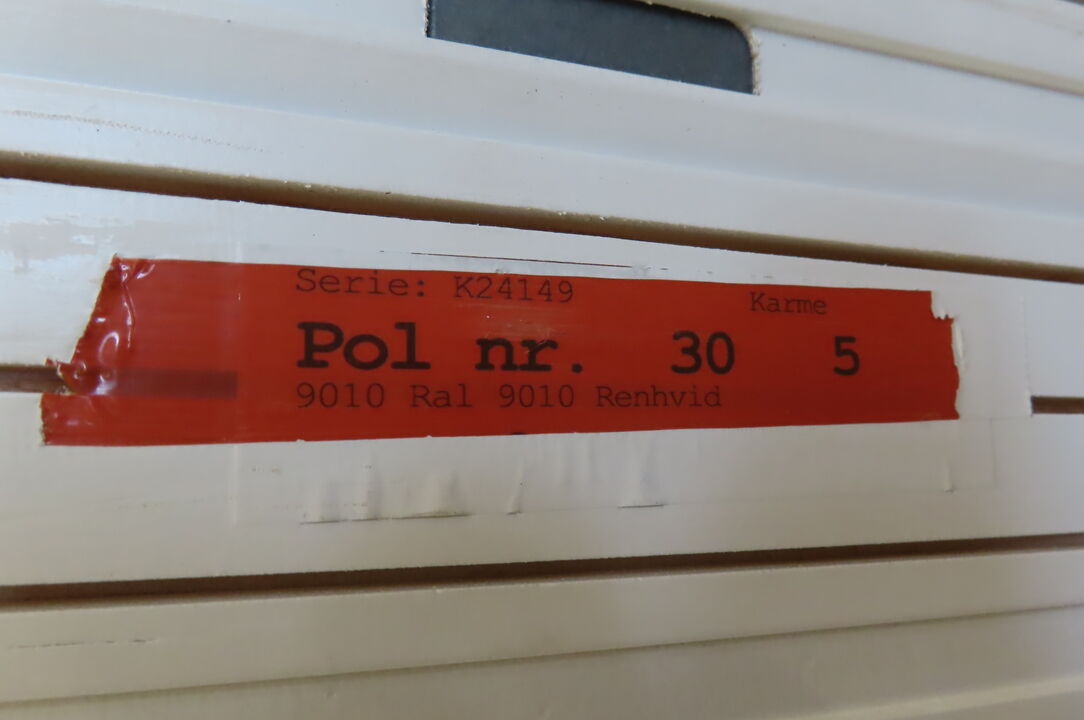 Serie: K24149 Karme
Pol nr. 30 5
9010 Ral 9010 Renhvid